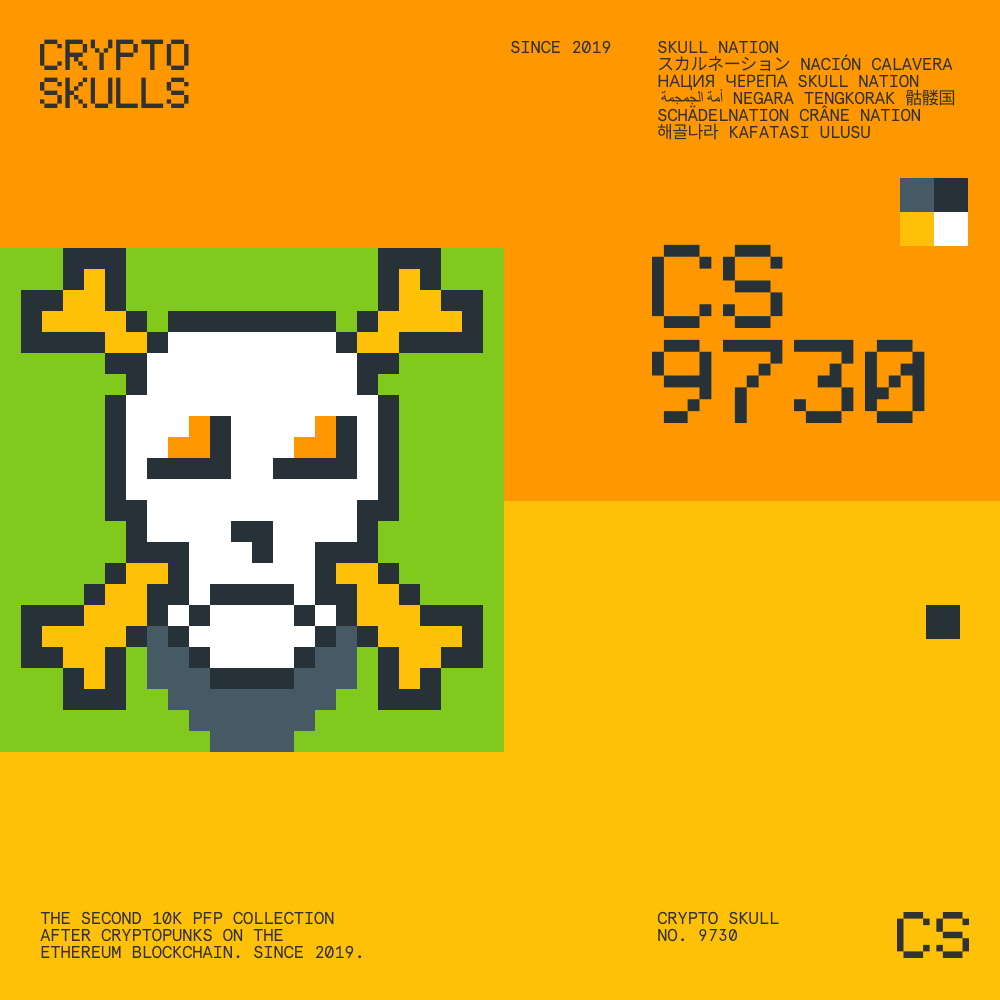 CRYPTO
SKULLS
SINCE 2019
SKULL NATION
スカルネーション NACIÓN CALAVERA
НАЦИЯ ЧЕРЕПА SKULL NATION
أمة الجمجمة NEGARA TENGKORAK 骷髅国
SCHÄDELNATION CRÂNE NATION
해골나라 KAFATASI ULUSU
CS
9730
THE SECOND 10K PFP COLLECTION
AFTER CRYPTOPUNKS ON THE
ETHEREUM BLOCKCHAIN. SINCE 2019.
CRYPTO SKULL
NO. 9730
CS